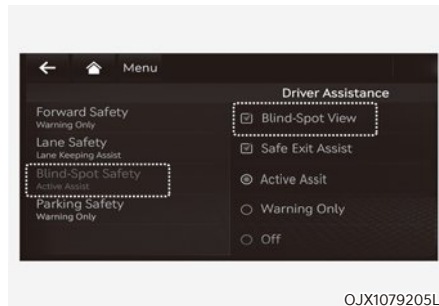 Menu
Driver Assistance
Forward Safety
Warning Only
Lane Safety
Lane Keeping Assist
Blind-Spot Safety
Active Assist
Parking Safety
Warning Only
Blind-Spot View
Safe Exit Assist
Active Assit
Warning Only
Off
OJX1079205L